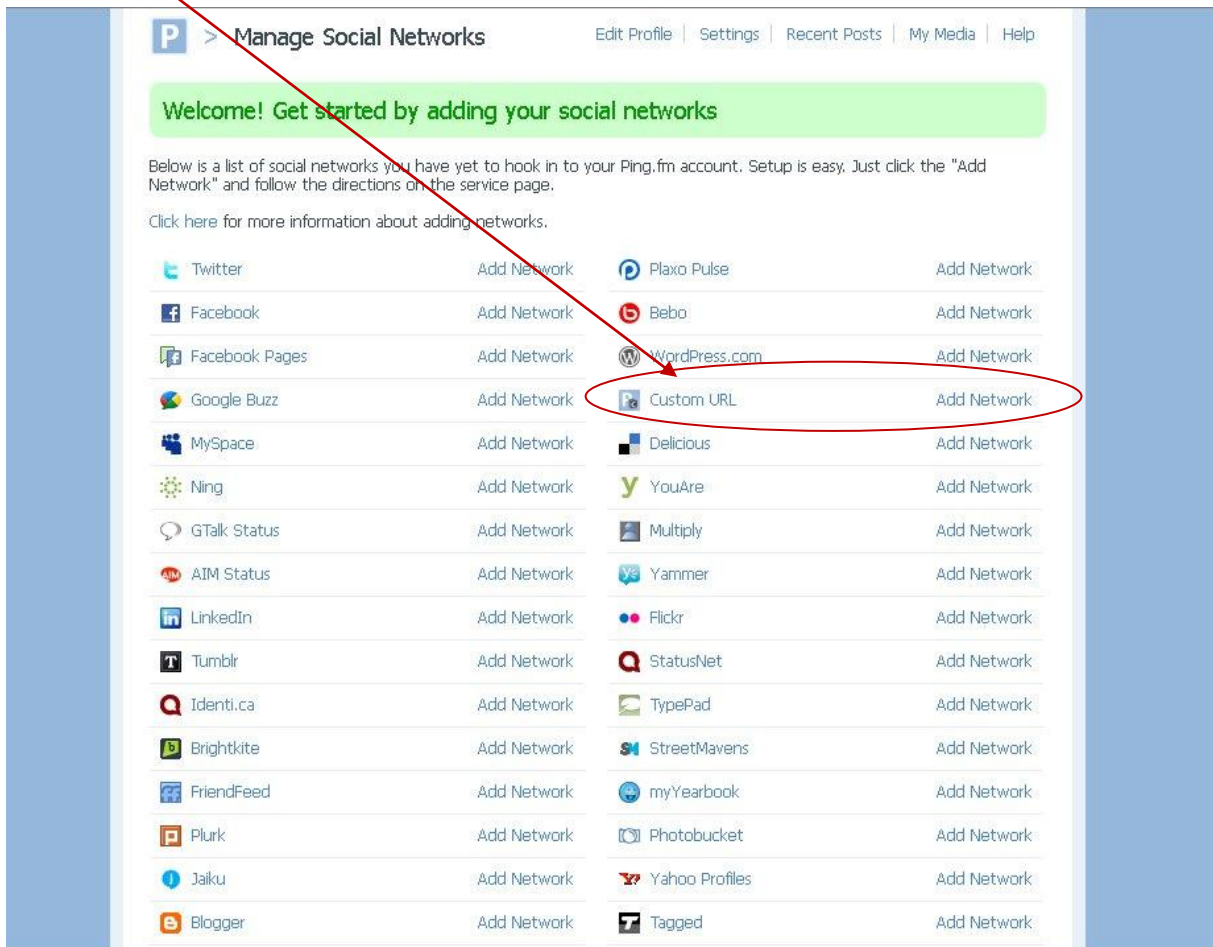 P > Manage Social Networks
Edit Profile | Settings | Recent Posts | My Media | Help
Welcome! Get started by adding your social networks
Below is a list of social networks you have yet to hook in to your Ping.fm account. Setup is easy. Just click the "Add
Network" and follow the directions on the service page.
Click here for more information about adding networks.
Twitter Add Network
Plaxo Pulse Add Network
Facebook Add Network
Bebo Add Network
Facebook Pages Add Network
WordPress.com Add Network
Google Buzz Add Network
Custom URL Add Network
MySpace Add Network
Delicious Add Network
Ning Add Network
YouAre Add Network
GTalk Status Add Network
Multiply Add Network
AIM Status Add Network
Yammer Add Network
LinkedIn Add Network
Flickr Add Network
Tumblr Add Network
StatusNet Add Network
Identi.ca Add Network
TypePad Add Network
Brightkite Add Network
StreetMavens Add Network
FriendFeed Add Network
myYearbook Add Network
Plurk Add Network
Photobucket Add Network
Jaiku Add Network
Yahoo Profiles Add Network
Blogger Add Network
Tagged Add Network